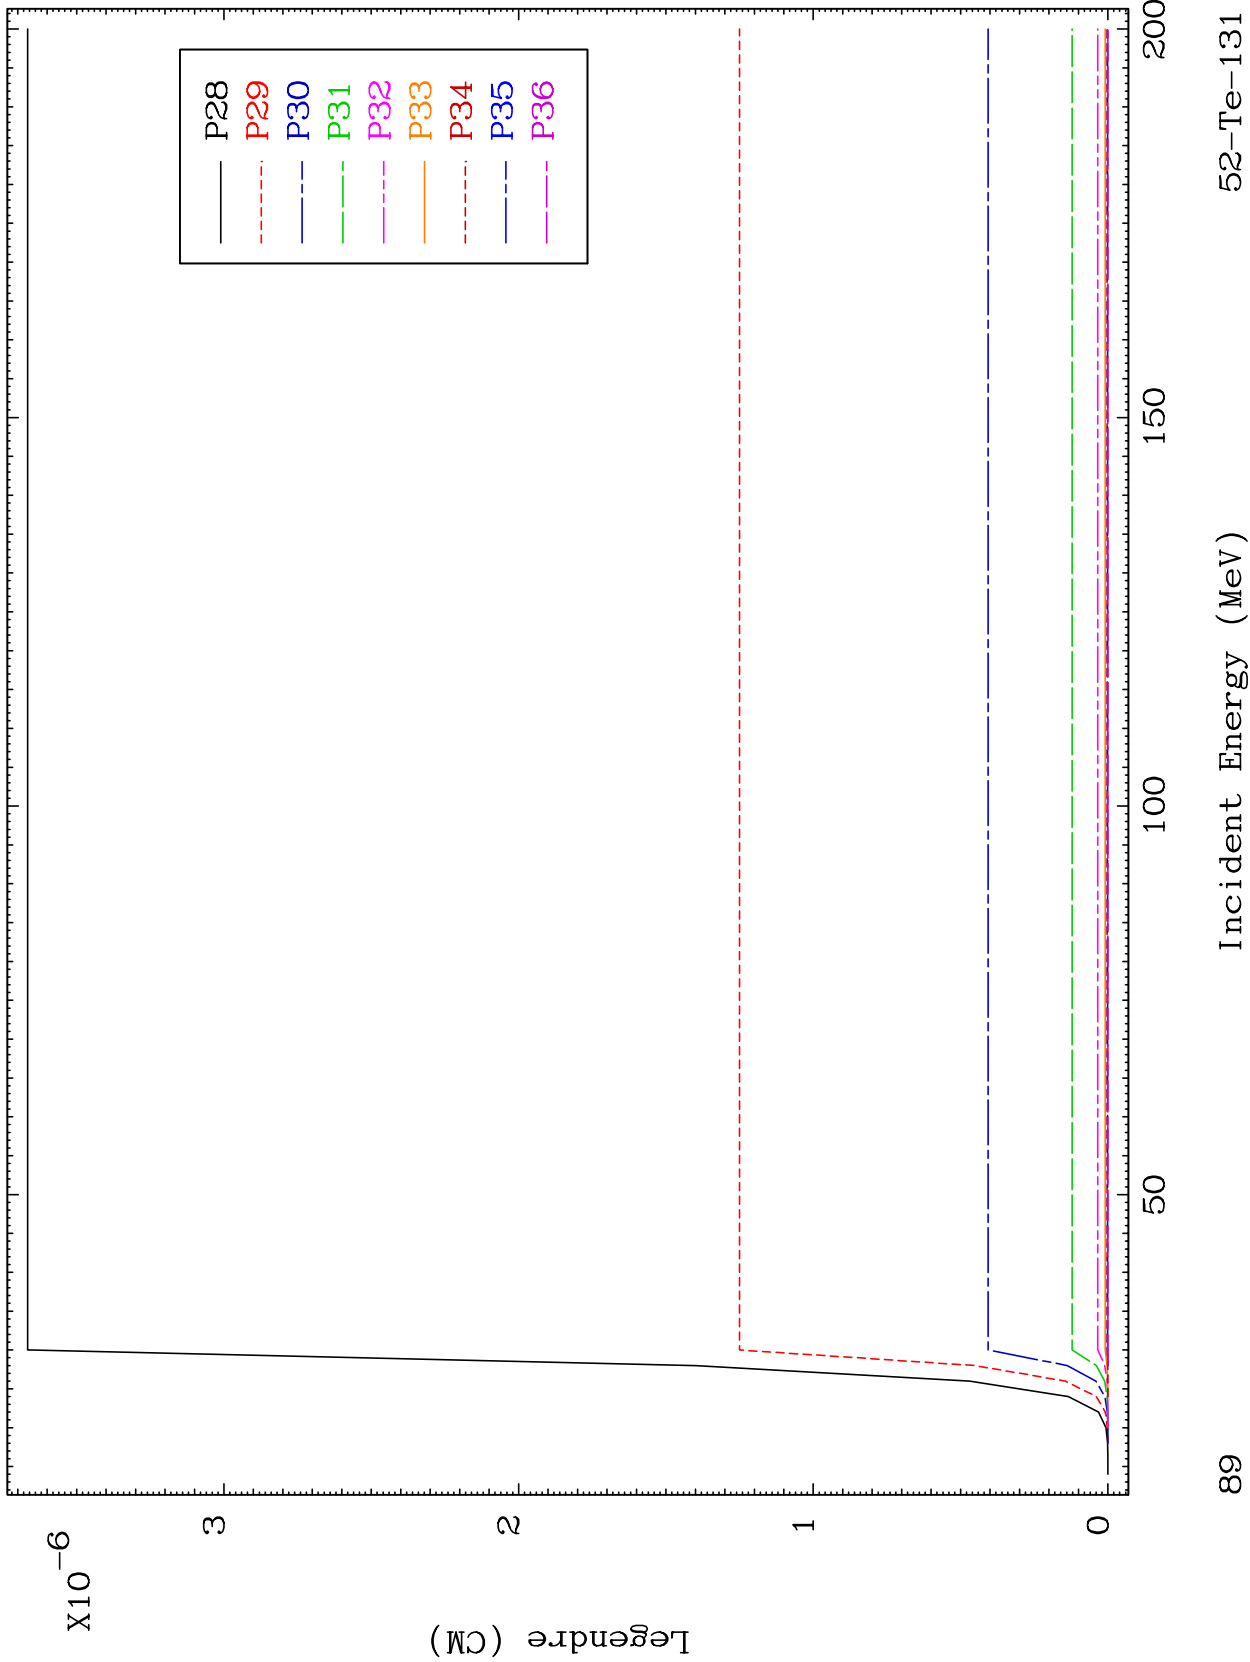 X10^-6
Legendre (CM)
3
2
1
0
P28
P29
P30
P31
P32
P33
P34
P35
P36
50
100
150
200
Incident Energy (MeV)
89
52-Te-131